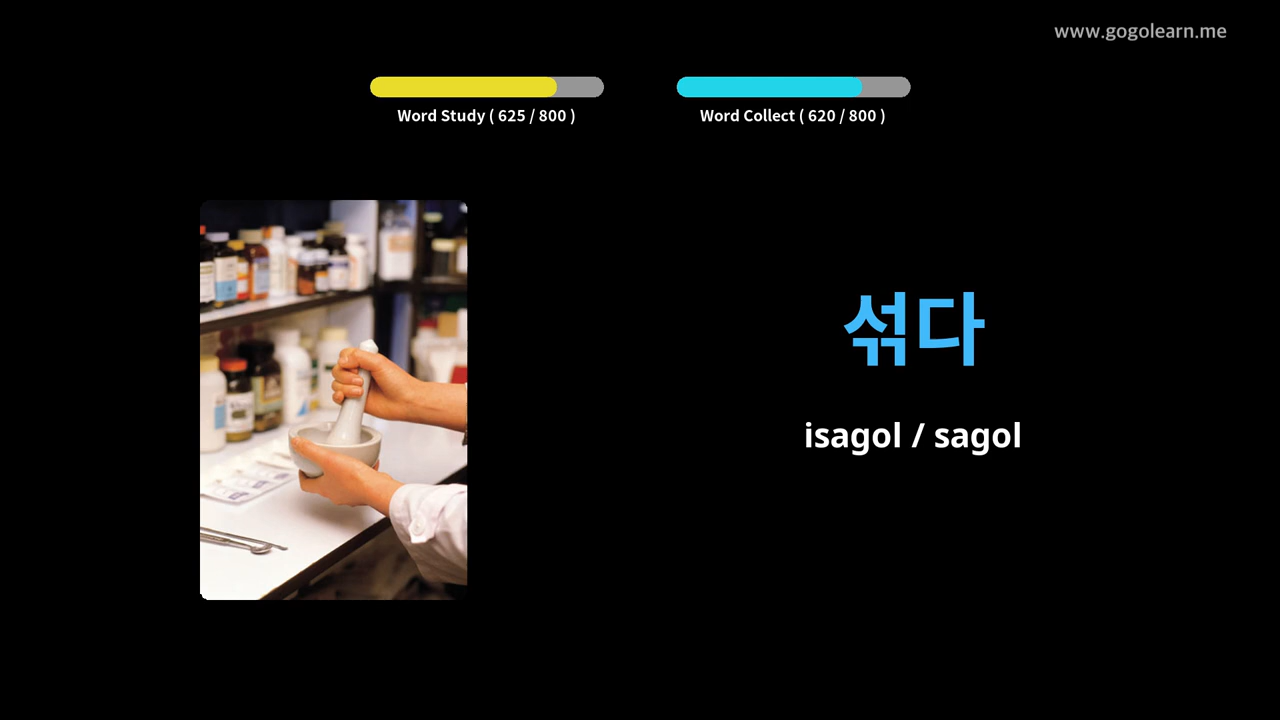 www.gogolearn.me
Word Study ( 625 / 800 )
Word Collect ( 620 / 800 )
섞다
isagol / sagol